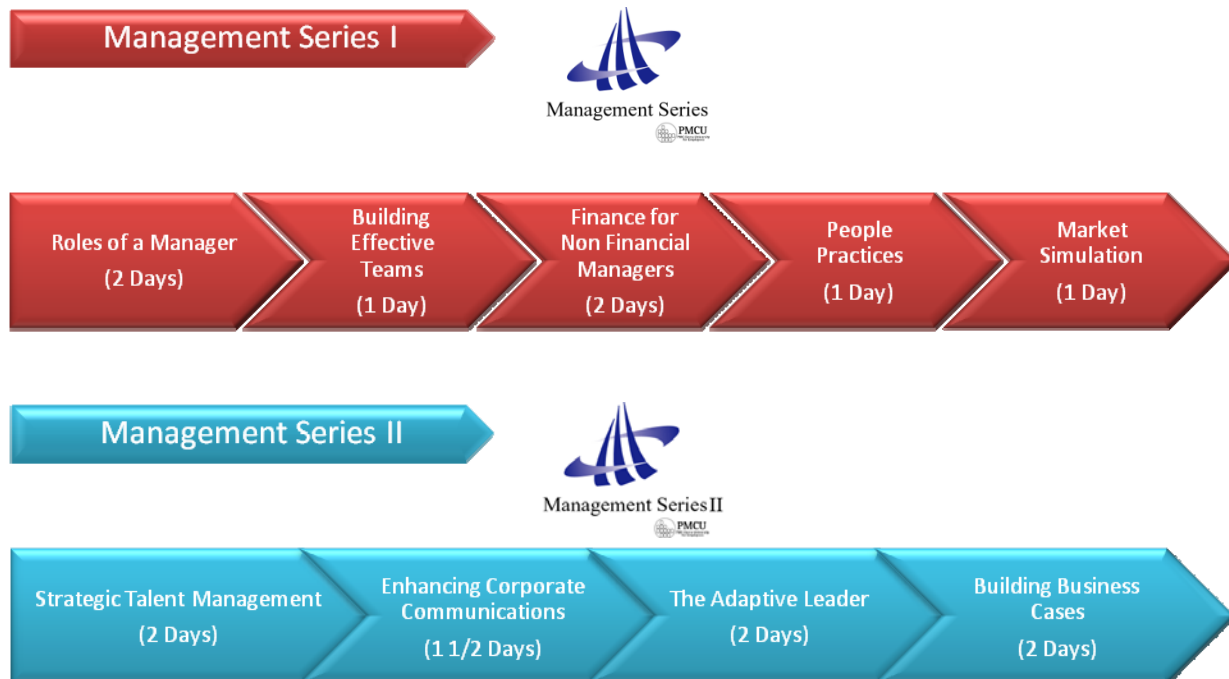 Management Series I
Management Series
PMCU
Roles of a Manager
(2 Days)
Building
Effective
Teams
(1 Day)
Finance for
Non Financial
Managers
(2 Days)
People
Practices
(1 Day)
Market
Simulation
(1 Day)
Management Series II
Management Series II
PMCU
Strategic Talent Management
(2 Days)
Enhancing Corporate
Communications
(1 1/2 Days)
The Adaptive Leader
(2 Days)
Building Business
Cases
(2 Days)